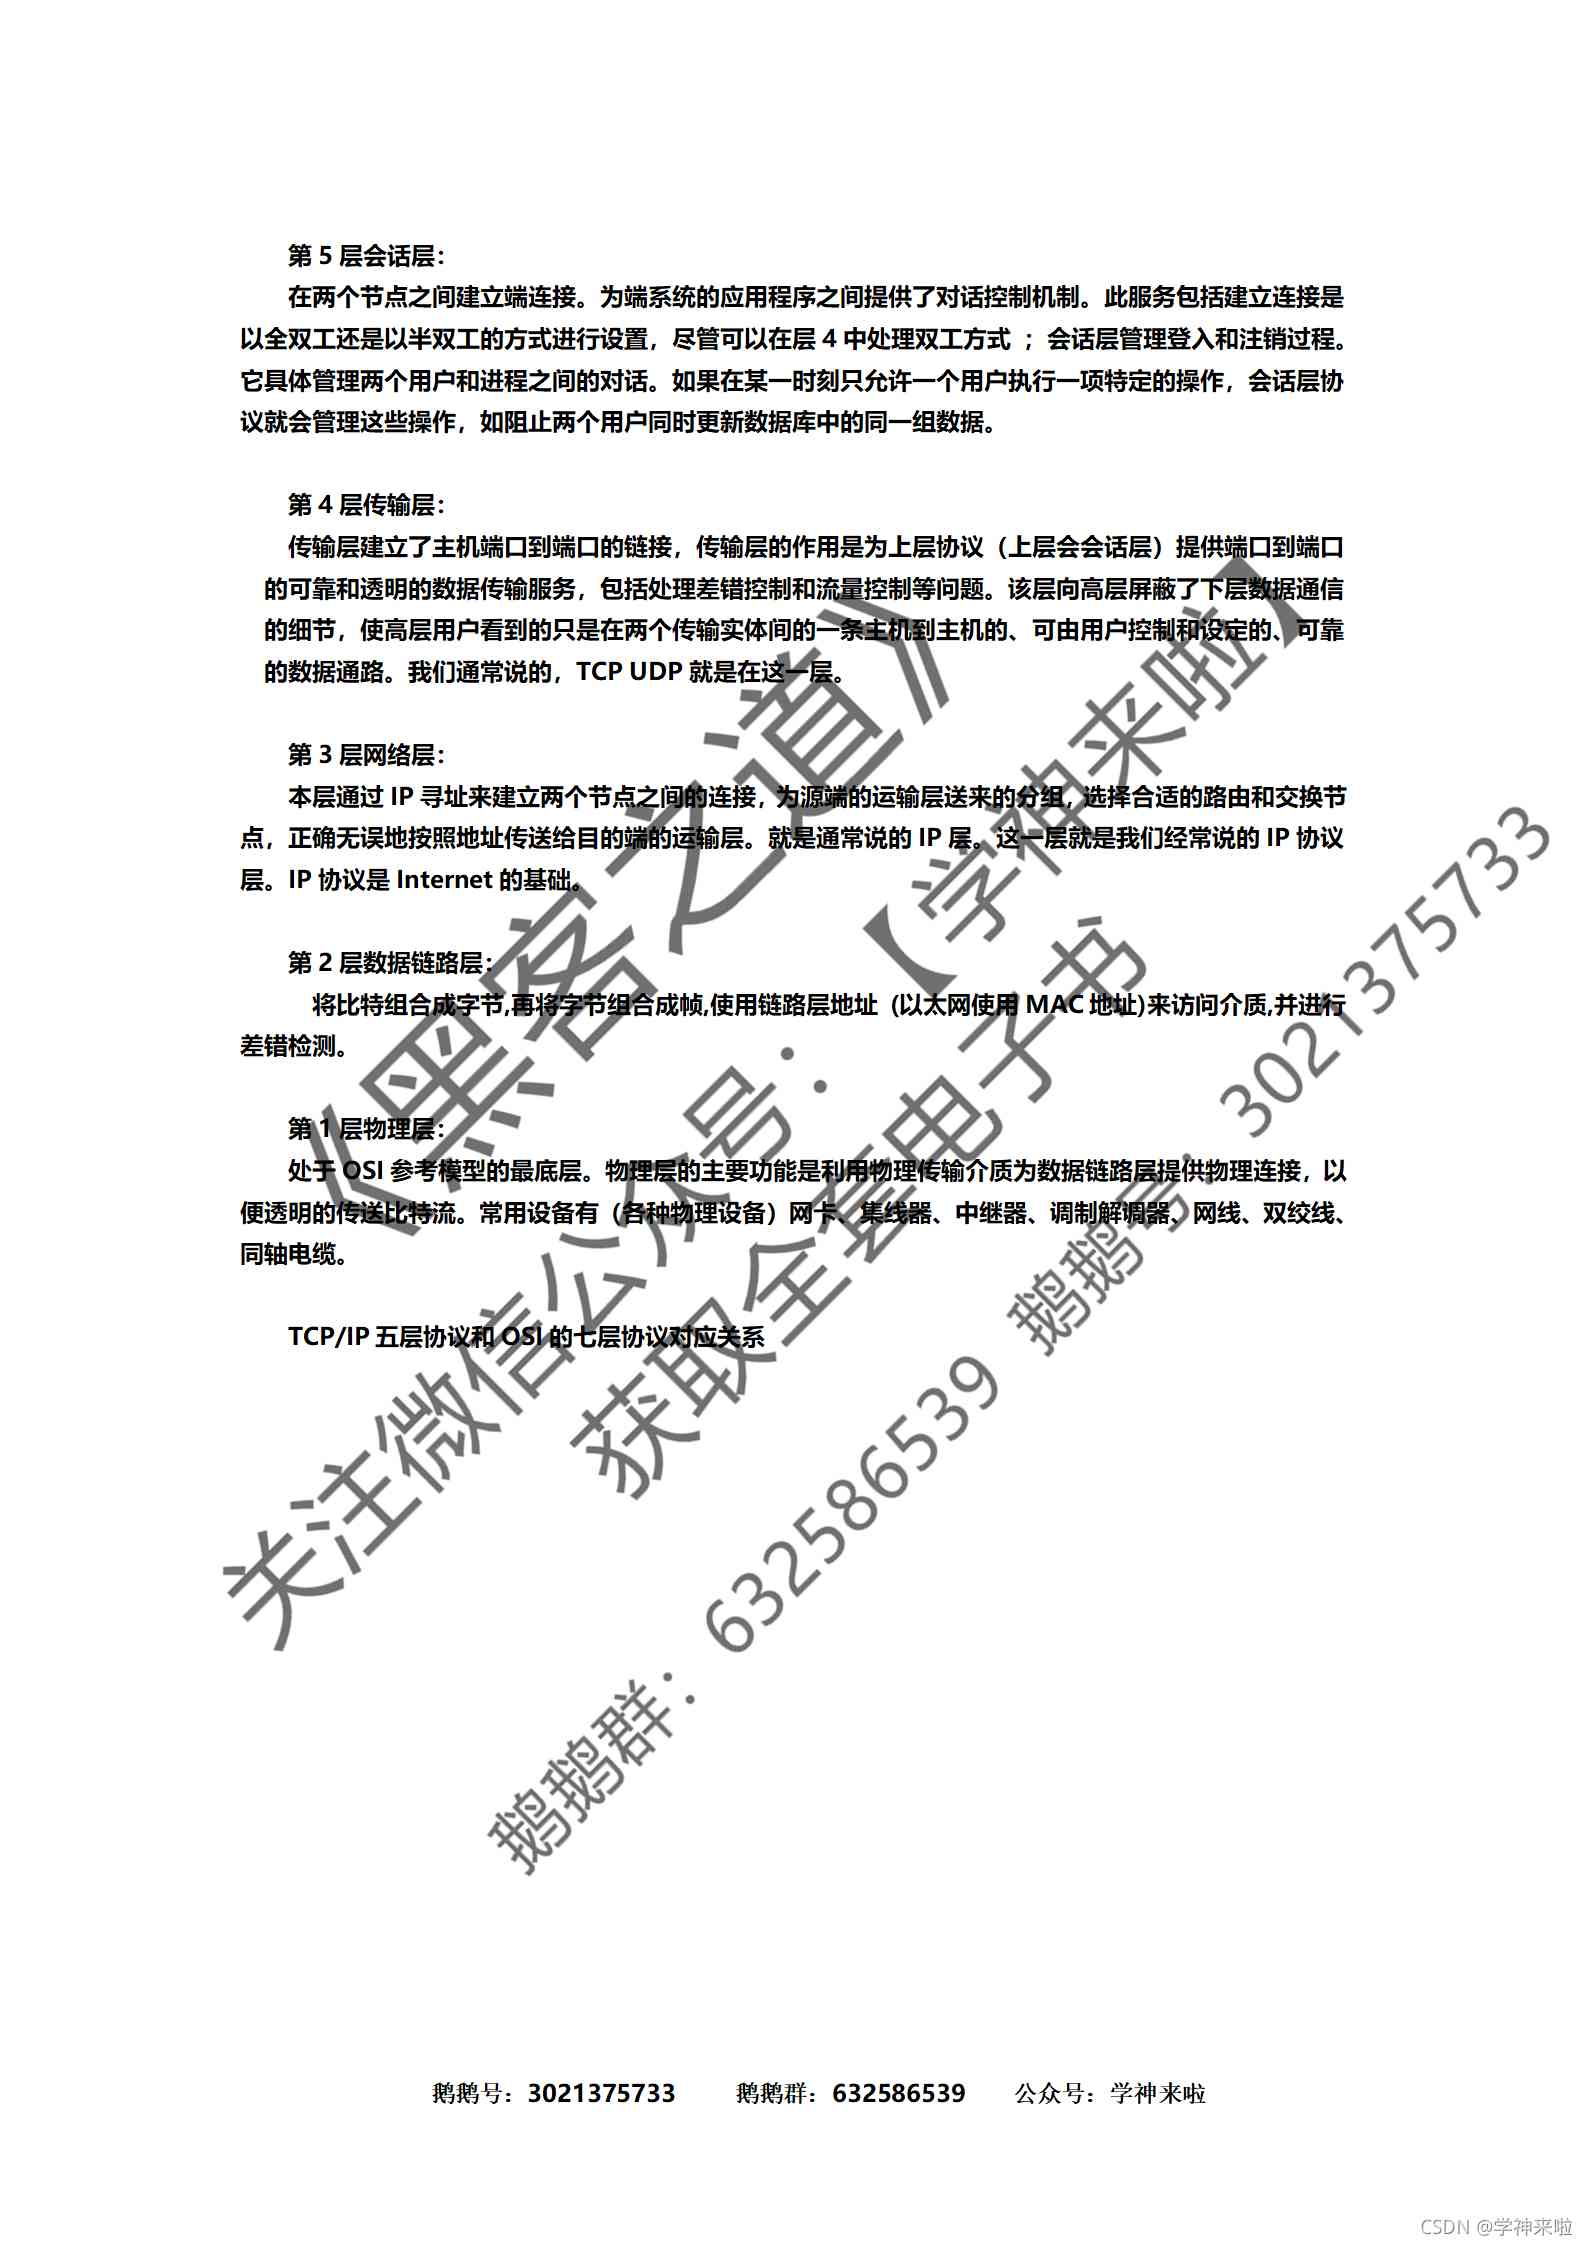 第 5 层会话层：
在两个节点之间建立端连接。为端系统的应用程序之间提供了对话控制机制。此服务包括建立连接是
以全双工还是以半双工的方式进行设置，尽管可以在层 4 中处理双工方式 ；会话层管理登入和注销过程。
它具体管理两个用户和进程之间的对话。如果在某一时刻只允许一个用户执行一项特定的操作，会话层协
议就会管理这些操作，如阻止两个用户同时更新数据库中的同一组数据。
第 4 层传输层：
传输层建立了主机端口到端口的链接，传输层的作用是为上层协议（上层会会话层）提供端口到端口
的可靠和透明的数据传输服务，包括处理差错控制和流量控制等问题。该层向高层屏蔽了下层数据通信
的细节，使高层用户看到的只是在两个传输实体间的一条主机到主机的、可由用户控制和设定的、可靠
的数据通路。我们通常说的，TCP UDP 就是在这一层。
第 3 层网络层：
本层通过 IP 寻址来建立两个节点之间的连接，为源端的运输层送来的分组，选择合适的路由和交换节
点，正确无误地按照地址传送给目的端的运输层。就是通常说的 IP 层。这一层就是我们经常说的 IP 协议
层。IP 协议是 Internet 的基础。
第 2 层数据链路层：
将比特组合成字节,再将字节组合成帧,使用链路层地址 (以太网使用 MAC 地址)来访问介质,并进行
差错检测。
第 1 层物理层：
处于 OSI 参考模型的最底层。物理层的主要功能是利用物理传输介质为数据链路层提供物理连接，以
便透明的传送比特流。常用设备有（各种物理设备）网卡、集线器、中继器、调制解调器、网线、双绞线、
同轴电缆。
TCP/IP 五层协议和 OSI 的七层协议对应关系
《黑客之道》
关注微信公众号：【学神来啦】
获取全套电子书
鹅鹅群：632586539 鹅鹅号：3021375733
鹅鹅号：3021375733 鹅鹅群：632586539 公众号：学神来啦
CSDN @学神来啦